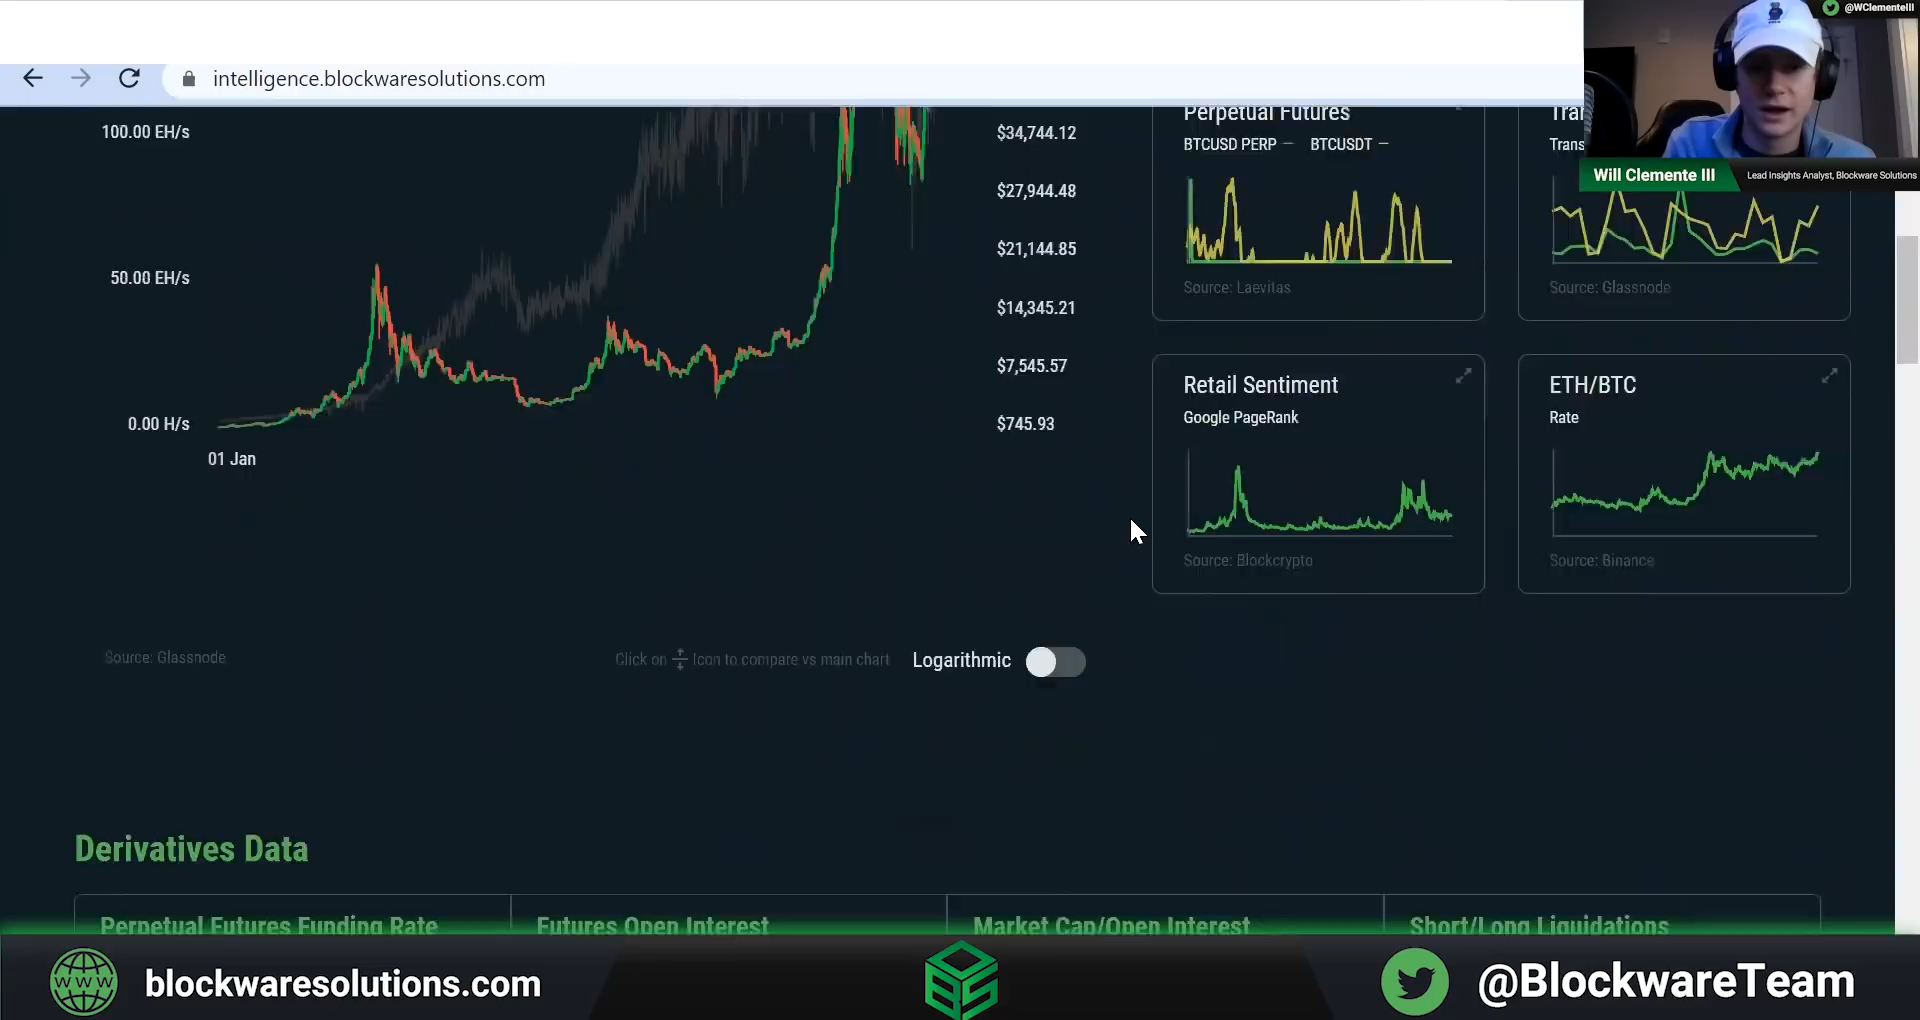 @WClementeIII
intelligence.blockwaresolutions.com
Will Clemente III
Lead Insights Analyst, Blockware Solutions
100.00 EH/s
50.00 EH/s
0.00 H/s
01 Jan
$34,744.12
$27,944.48
$21,144.85
$14,345.21
$7,545.57
$745.93
Perpetual Futures
BTCUSD PERP BTCUSDT
Source: Laevitas
Trans
Source: Glassnode
Retail Sentiment
Google PageRank
Source: Blockcrypto
ETH/BTC
Rate
Source: Binance
Source: Glassnode
Click on Icon to compare vs main chart
Logarithmic
Derivatives Data
Perpetual Futures Funding Rate
Futures Open Interest
Market Cap/Open Interest
Short/Long Liquidations
WWW
blockwaresolutions.com
BS
@BlockwareTeam